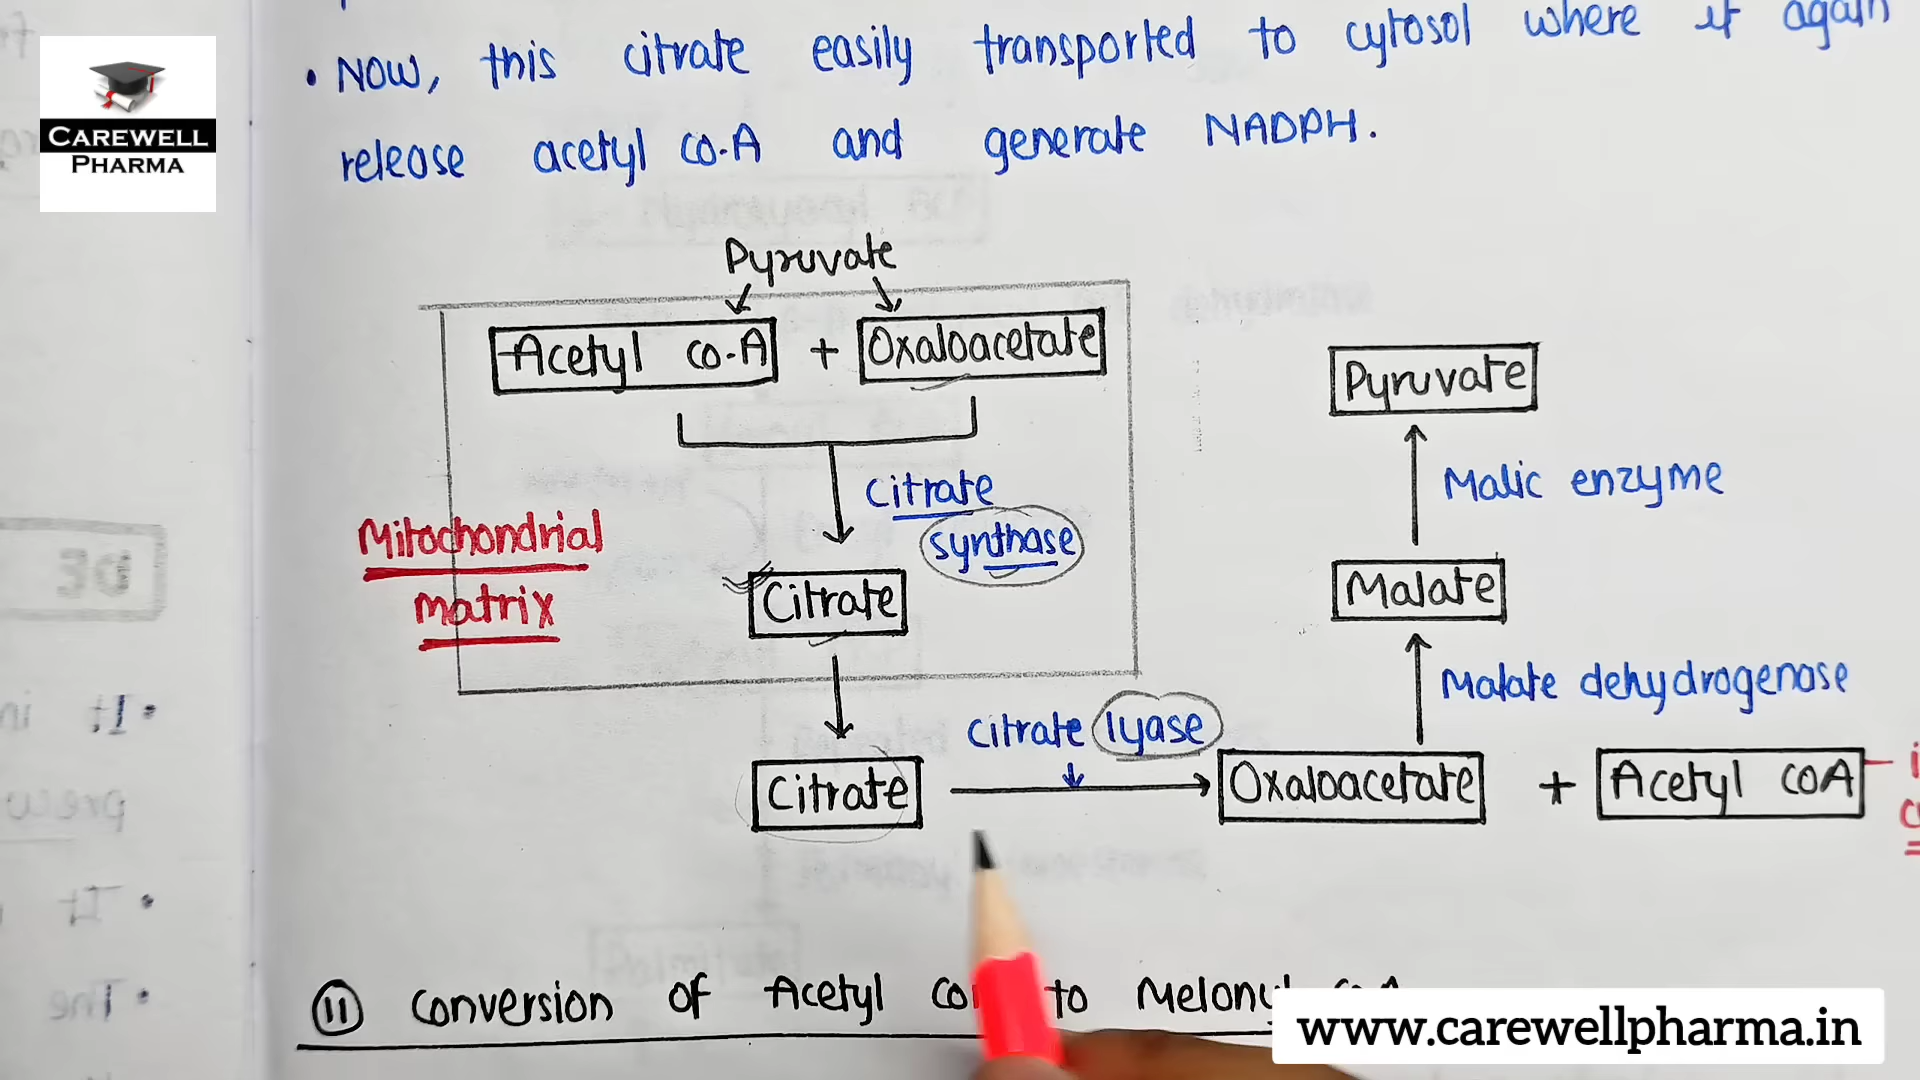 • Now, this citrate easily transported to cytosol where it again
release acetyl co.A and generate NADPH.
CAREWELL
PHARMA
Pyruvate
Acetyl co.A + Oxaloacetate
Citrate
synthase
Mitochondrial
matrix
Citrate
Citrate
Citrate lyase
Oxaloacetate + Acetyl COA
Malate dehydrogenase
Malate
Malic enzyme
Pyruvate
(11) Conversion of Acetyl to
www.carewellpharma.in